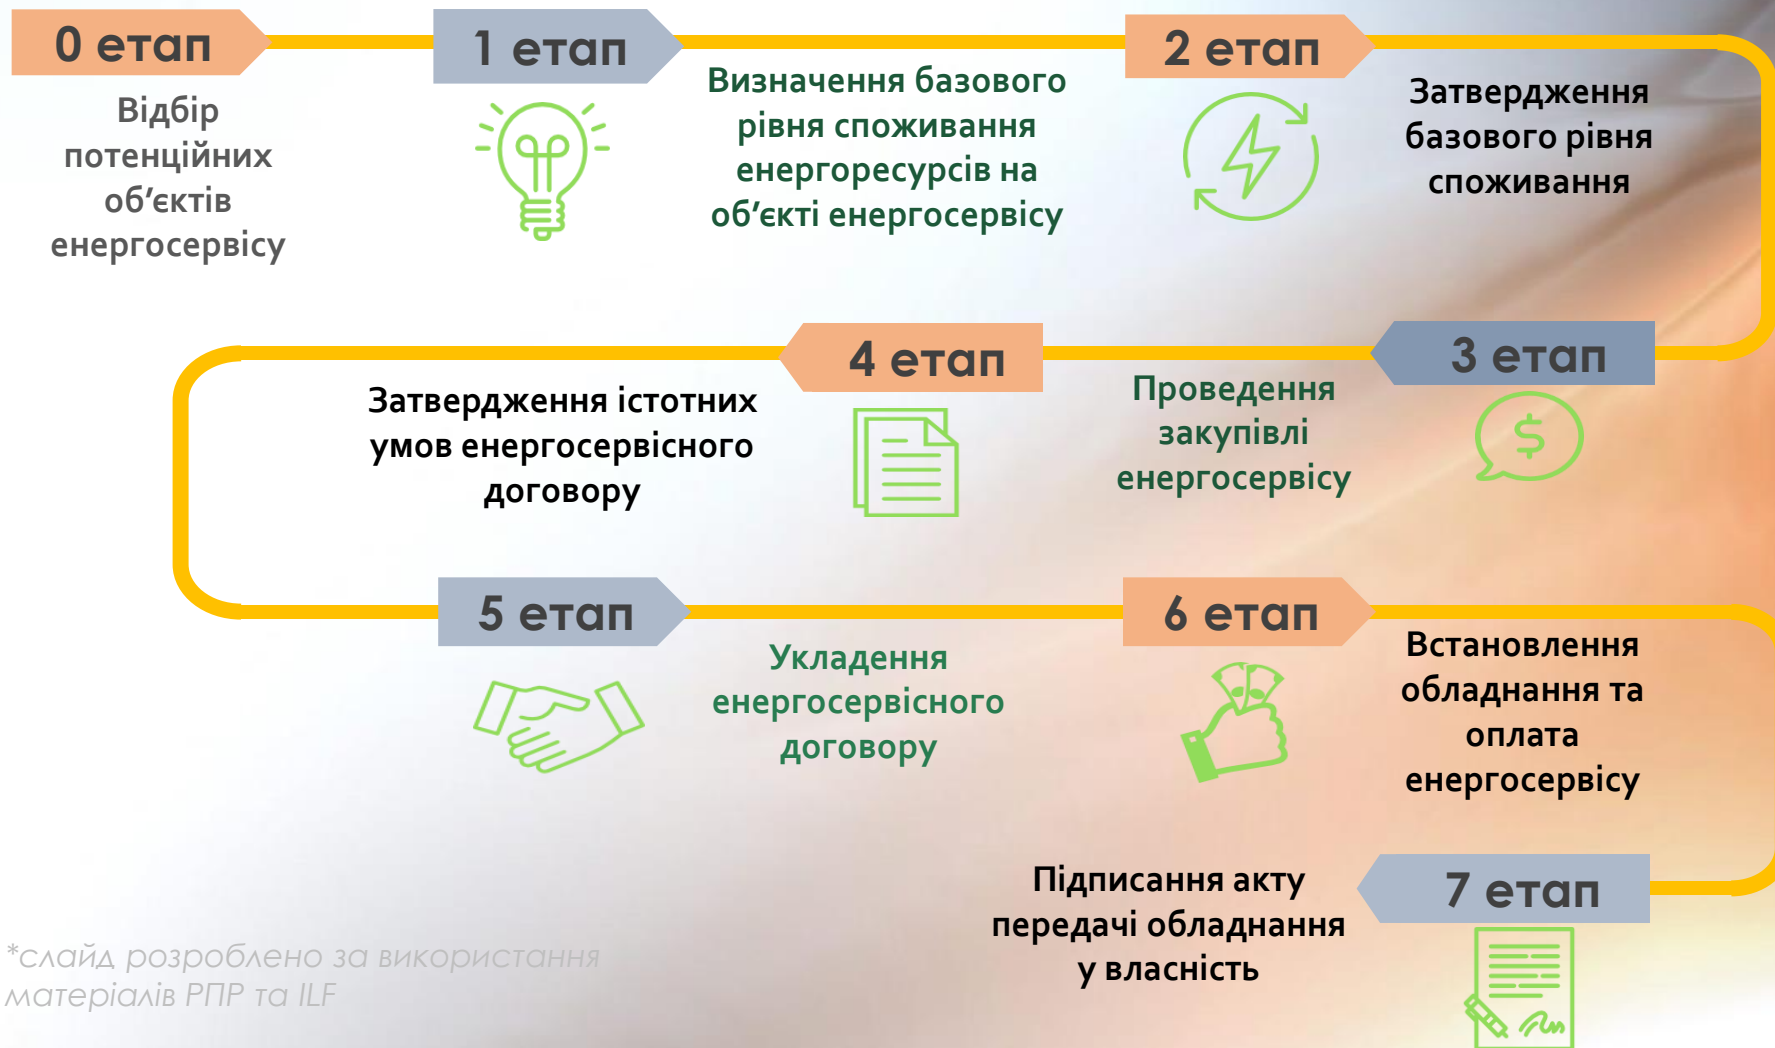 0 етап
Відбір
потенційних
об’єктів
енергосервісу
1 етап
Визначення базового
рівня споживання
енергоресурсів на
об’єкті енергосервісу
2 етап
Затвердження
базового рівня
споживання
3 етап
$
Проведення
закупівлі
енергосервісу
4 етап
Затвердження істотних
умов енергосервісного
договору
5 етап
Укладення
енергосервісного
договору
6 етап
Встановлення
обладнання та
оплата
енергосервісу
7 етап
Підписання акту
передачі обладнання
у власність
*слайд розроблено за використання
матеріалів РПР та ILF